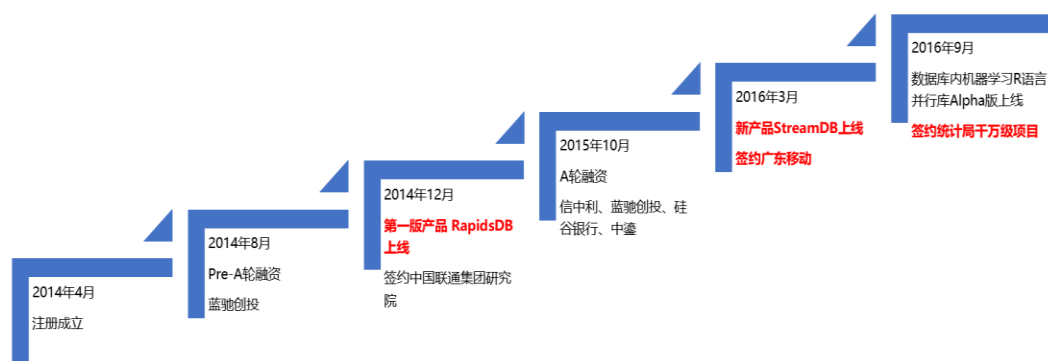 2014年4月
注册成立
2014年8月
Pre-A轮融资
蓝驰创投
2014年12月
第一版产品 RapidsDB
上线
签约中国联通集团研究
院
2015年10月
A轮融资
信中利、蓝驰创投、硅
谷银行、中鎏
2016年3月
新产品StreamDB上线
签约广东移动
2016年9月
数据库内机器学习R语言
并行库Alpha版上线
签约统计局千万级项目